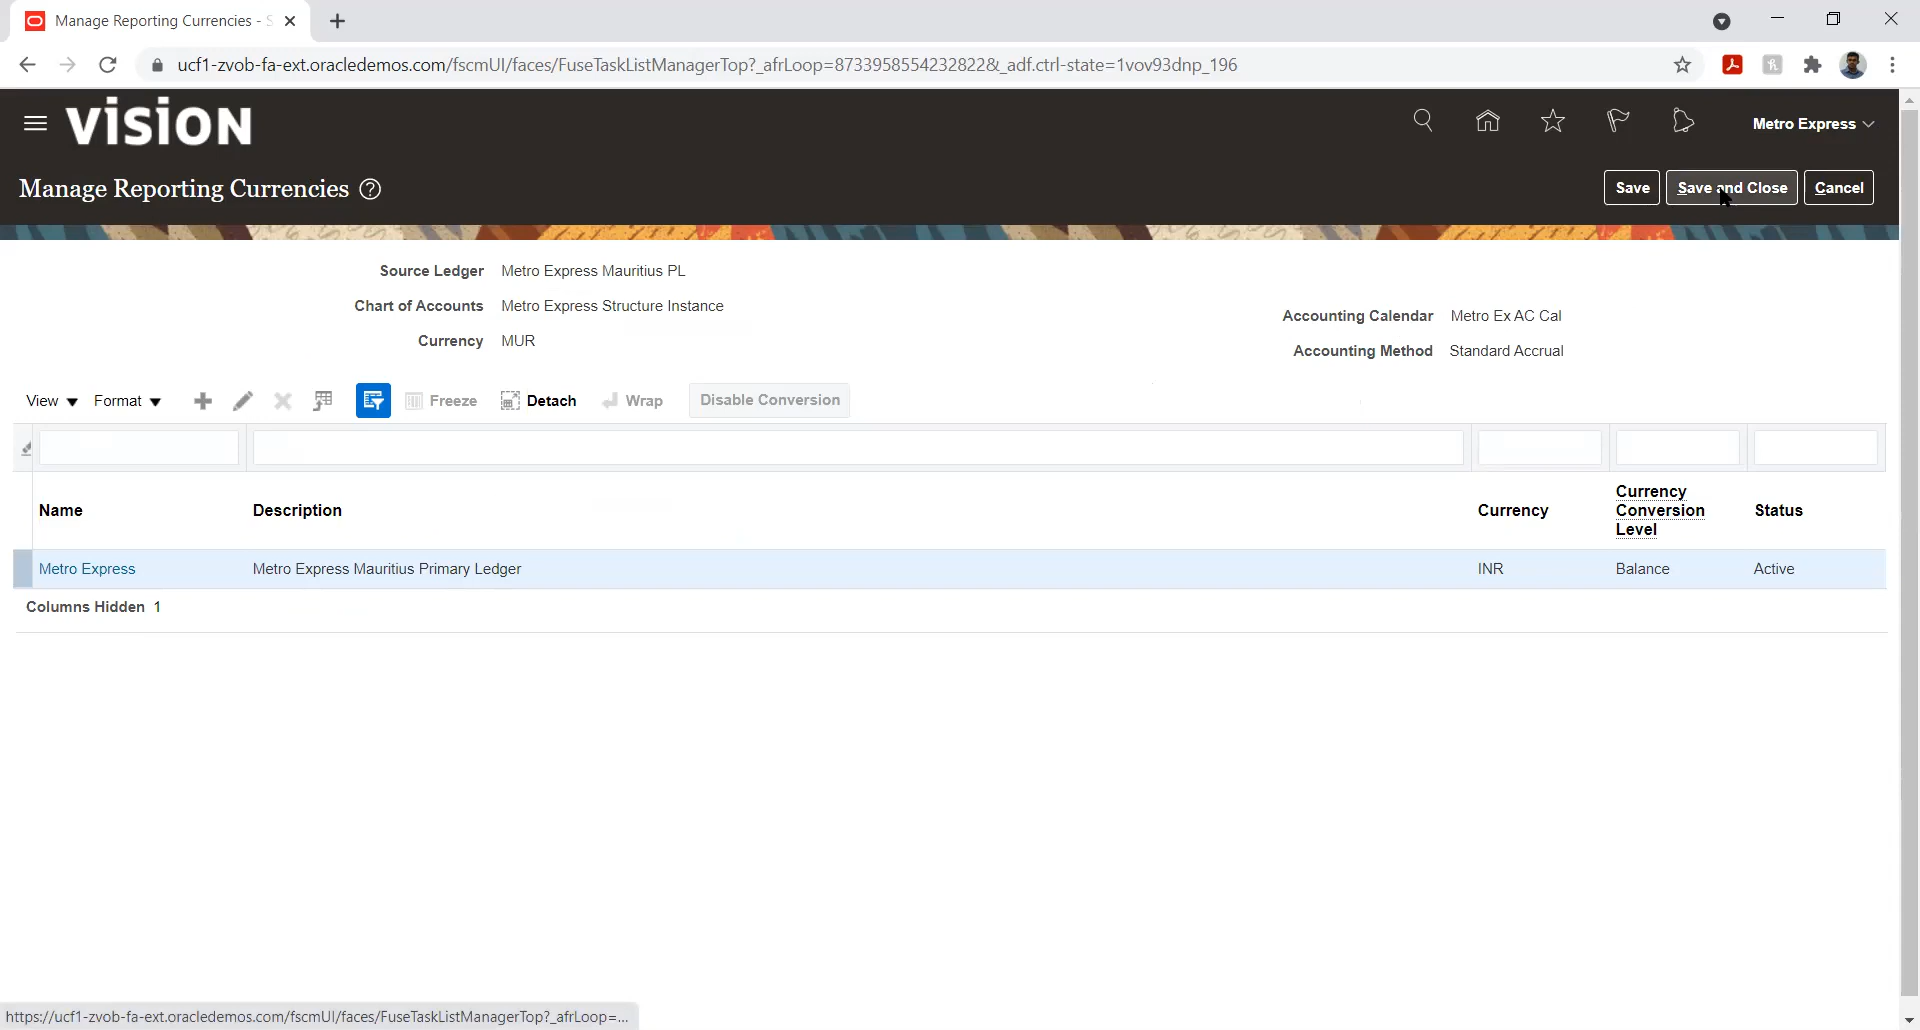 Manage Reporting Currencies - S
ucf1-zvob-fa-ext.oracledemos.com/fscmUI/faces/FuseTaskListManagerTop?_afrLoop=87339585542328228&_adf.ctrl-state=1vov93dnp_196
VISION
Metro Express
Manage Reporting Currencies ?
Save Save and Close Cancel
Source Ledger Metro Express Mauritius PL
Chart of Accounts Metro Express Structure Instance
Accounting Calendar Metro Ex AC Cal
Currency MUR
Accounting Method Standard Accrual
View Format Freeze Detach Wrap Disable Conversion
Name Description Currency Currency Conversion Level Status
Metro Express Metro Express Mauritius Primary Ledger INR Balance Active
Columns Hidden 1
https://ucf1-zvob-fa-ext.oracledemos.com/fscmUI/faces/FuseTaskListManagerTop?_afrLoop=...